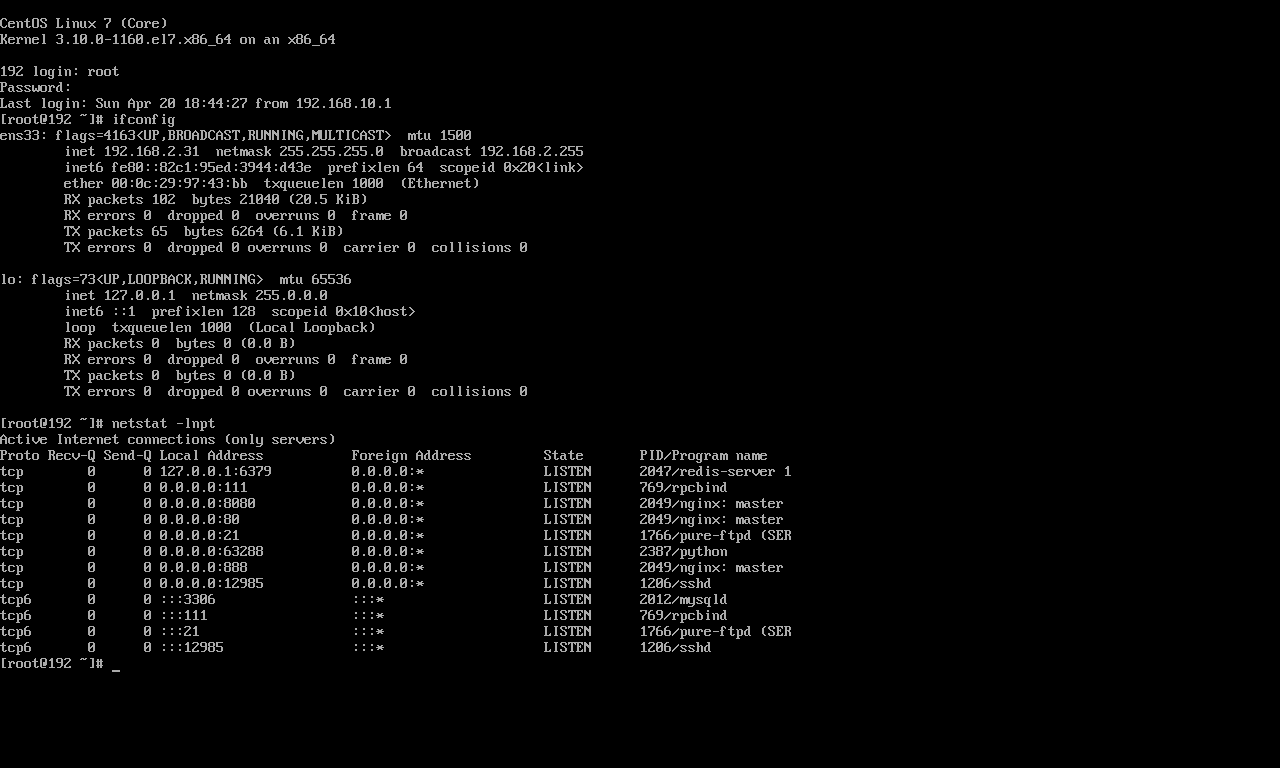 CentOS Linux 7 (Core)
Kernel 3.10.0-1160.el7.x86_64 on an x86_64
192 login: root
Password:
Last login: Sun Apr 20 18:44:27 from 192.168.10.1
[root@192 ~]# ifconfig
ens33: flags=4163<UP,BROADCAST,RUNNING,MULTICAST>  mtu 1500
        inet 192.168.2.31  netmask 255.255.255.0  broadcast 192.168.2.255
        inet6 fe80::82c1:95ed:3944:d43e  prefixlen 64  scopeid 0x20<link>
        ether 00:0c:29:97:43:bb  txqueuelen 1000  (Ethernet)
        RX packets 102  bytes 21040 (20.5 KiB)
        RX errors 0  dropped 0  overruns 0  frame 0
        TX packets 65  bytes 6264 (6.1 KiB)
        TX errors 0  dropped 0 overruns 0  carrier 0  collisions 0
lo: flags=73<UP,LOOPBACK,RUNNING>  mtu 65536
        inet 127.0.0.1  netmask 255.0.0.0
        inet6 ::1  prefixlen 128  scopeid 0x10<host>
        loop  txqueuelen 1000  (Local Loopback)
        RX packets 0  bytes 0 (0.0 B)
        RX errors 0  dropped 0  overruns 0  frame 0
        TX packets 0  bytes 0 (0.0 B)
        TX errors 0  dropped 0 overruns 0  carrier 0  collisions 0
[root@192 ~]# netstat -lnpt
Active Internet connections (only servers)
Proto Recv-Q Send-Q Local Address           Foreign Address         State       PID/Program name
tcp        0      0 127.0.0.1:6379          0.0.0.0:*               LISTEN      2047/redis-server 1
tcp        0      0 0.0.0.0:111             0.0.0.0:*               LISTEN      769/rpcbind
tcp        0      0 0.0.0.0:8080            0.0.0.0:*               LISTEN      2049/nginx: master
tcp        0      0 0.0.0.0:80              0.0.0.0:*               LISTEN      2049/nginx: master
tcp        0      0 0.0.0.0:21              0.0.0.0:*               LISTEN      1766/pure-ftpd (SER
tcp        0      0 0.0.0.0:63288           0.0.0.0:*               LISTEN      2387/python
tcp        0      0 0.0.0.0:888             0.0.0.0:*               LISTEN      2049/nginx: master
tcp        0      0 0.0.0.0:12985           0.0.0.0:*               LISTEN      1206/sshd
tcp6       0      0 :::3306                 :::*                    LISTEN      2012/mysqld
tcp6       0      0 :::111                  :::*                    LISTEN      769/rpcbind
tcp6       0      0 :::21                   :::*                    LISTEN      1766/pure-ftpd (SER
tcp6       0      0 :::12985                :::*                    LISTEN      1206/sshd
[root@192 ~]# _